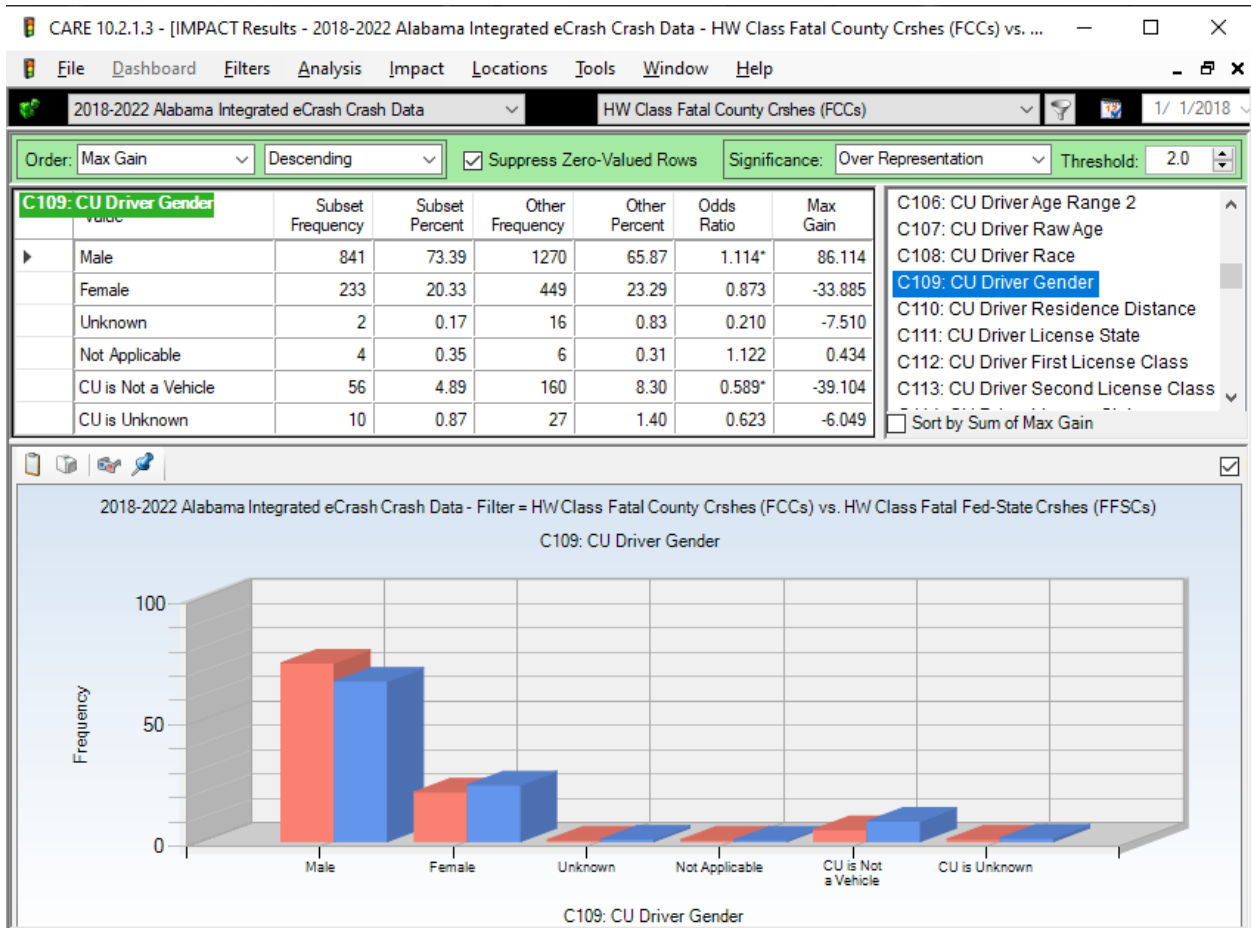 CARE 10.2.1.3 - [IMPACT Results - 2018-2022 Alabama Integrated eCrash Crash Data - HW Class Fatal County Crshes (FCCs) vs. ...
File Dashboard Filters Analysis Impact Locations Tools Window Help
2018-2022 Alabama Integrated eCrash Crash Data HW Class Fatal County Crshes (FCCs) 1/ 1/2018
Order: Max Gain Descending Suppress Zero-Valued Rows Significance: Over Representation Threshold: 2.0
C109: CU Driver Gender Subset Frequency Subset Percent Other Frequency Other Percent Odds Ratio Max Gain
Male 841 73.39 1270 65.87 1.114* 86.114
Female 233 20.33 449 23.29 0.873 -33.885
Unknown 2 0.17 16 0.83 0.210 -7.510
Not Applicable 4 0.35 6 0.31 1.122 0.434
CU is Not a Vehicle 56 4.89 160 8.30 0.589* -39.104
CU is Unknown 10 0.87 27 1.40 0.623 -6.049
C106: CU Driver Age Range 2
C107: CU Driver Raw Age
C108: CU Driver Race
C109: CU Driver Gender
C110: CU Driver Residence Distance
C111: CU Driver License State
C112: CU Driver First License Class
C113: CU Driver Second License Class
Sort by Sum of Max Gain
2018-2022 Alabama Integrated eCrash Crash Data - Filter = HW Class Fatal County Crshes (FCCs) vs. HW Class Fatal Fed-State Crshes (FFSCs)
C109: CU Driver Gender
100
50
0
Frequency
Male Female Unknown Not Applicable CU is Not a Vehicle CU is Unknown
C109: CU Driver Gender